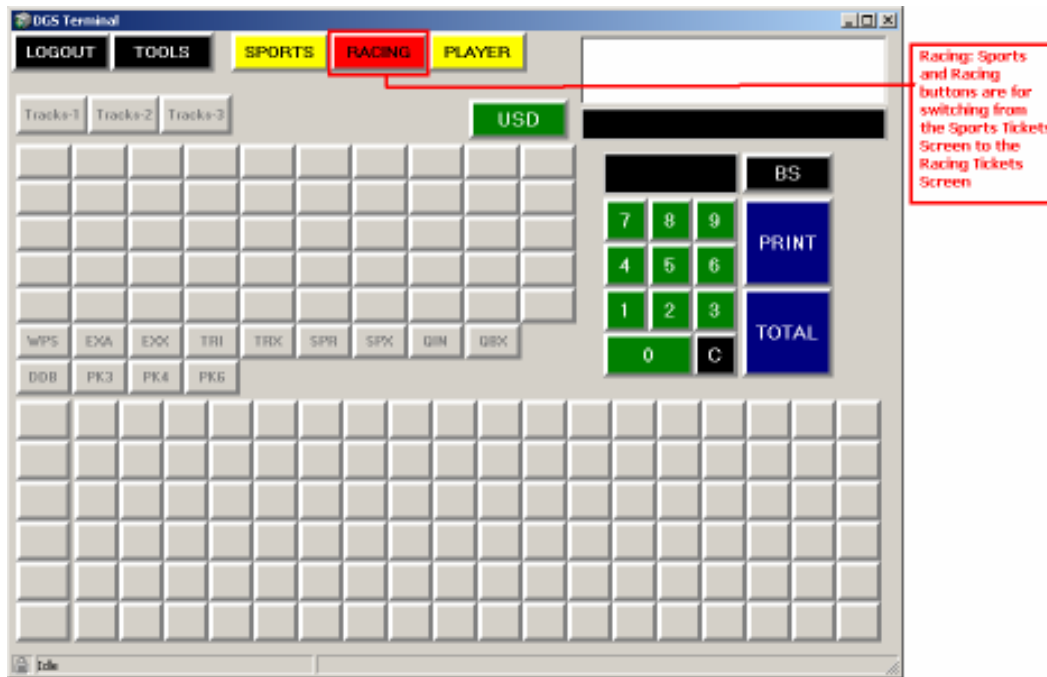 DGS Terminal
LOGOUT TOOLS SPORTS RACING PLAYER
Racing: Sports
and Racing
buttons are for
switching from
the Sports Tickets
Screen to the
Racing Tickets
Screen
Tracks-1 Tracks-2 Tracks-3
USD
BS
7 8 9
PRINT
4 5 6
1 2 3
TOTAL
0 C
WPS EXA EXX TRI TRX SPR SPX QIN QBX
DDB PK3 PK4 PK6
Idle